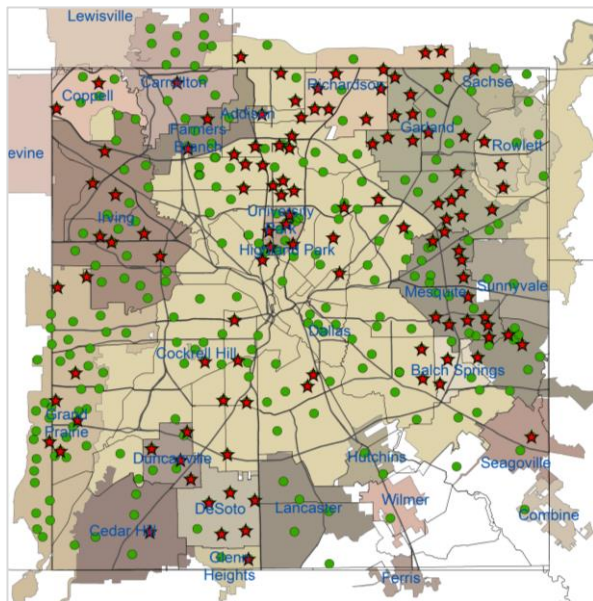 Lewisville
Coppell
Carrollton
Richardson
Sachse
Addison
Farmers
Branch
Garland
Rowlett
evine
Irving
University
Park
Highland Park
Mesquite
Sunnyvale
Dallas
Cockrell Hill
Balch Springs
Grand
Prairie
Duncanville
Hutchins
Seagoville
Cedar Hill
DeSoto
Lancaster
Wilmer
Combine
Glenn
Heights
Ferris